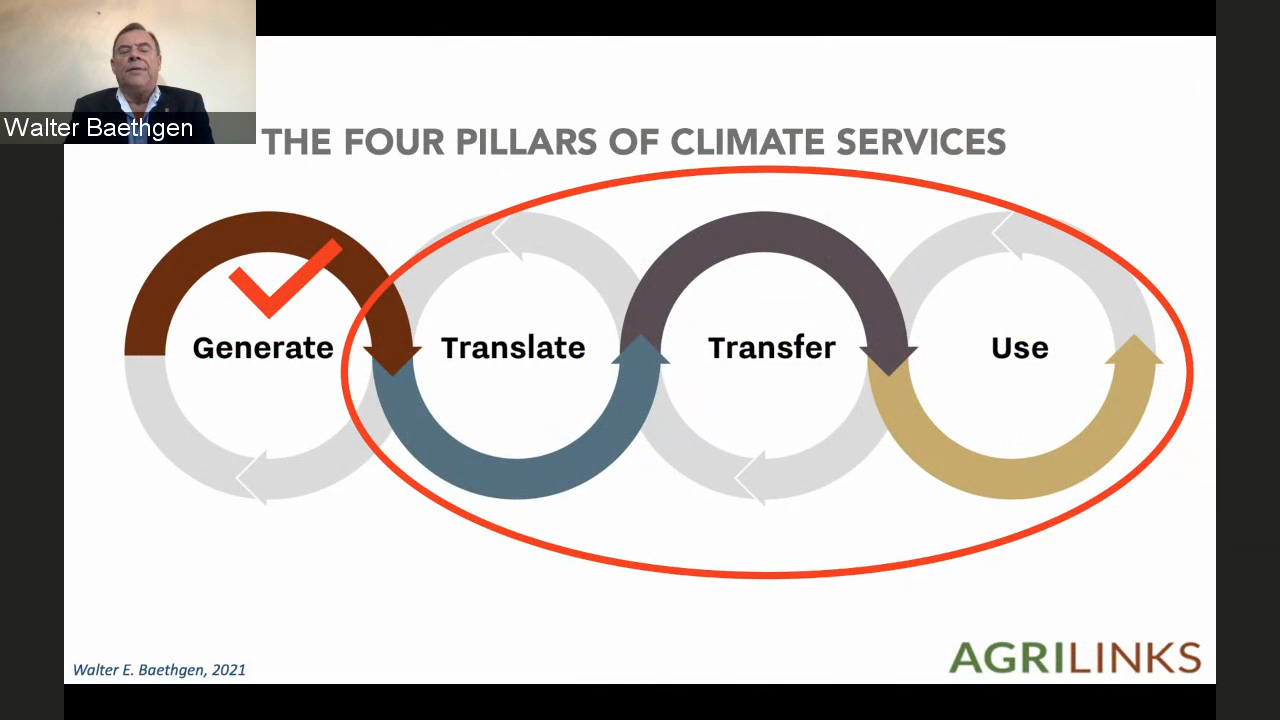 Walter Baethgen
THE FOUR PILLARS OF CLIMATE SERVICES
Generate
Translate
Transfer
Use
Walter E. Baethgen, 2021
AGRILINKS